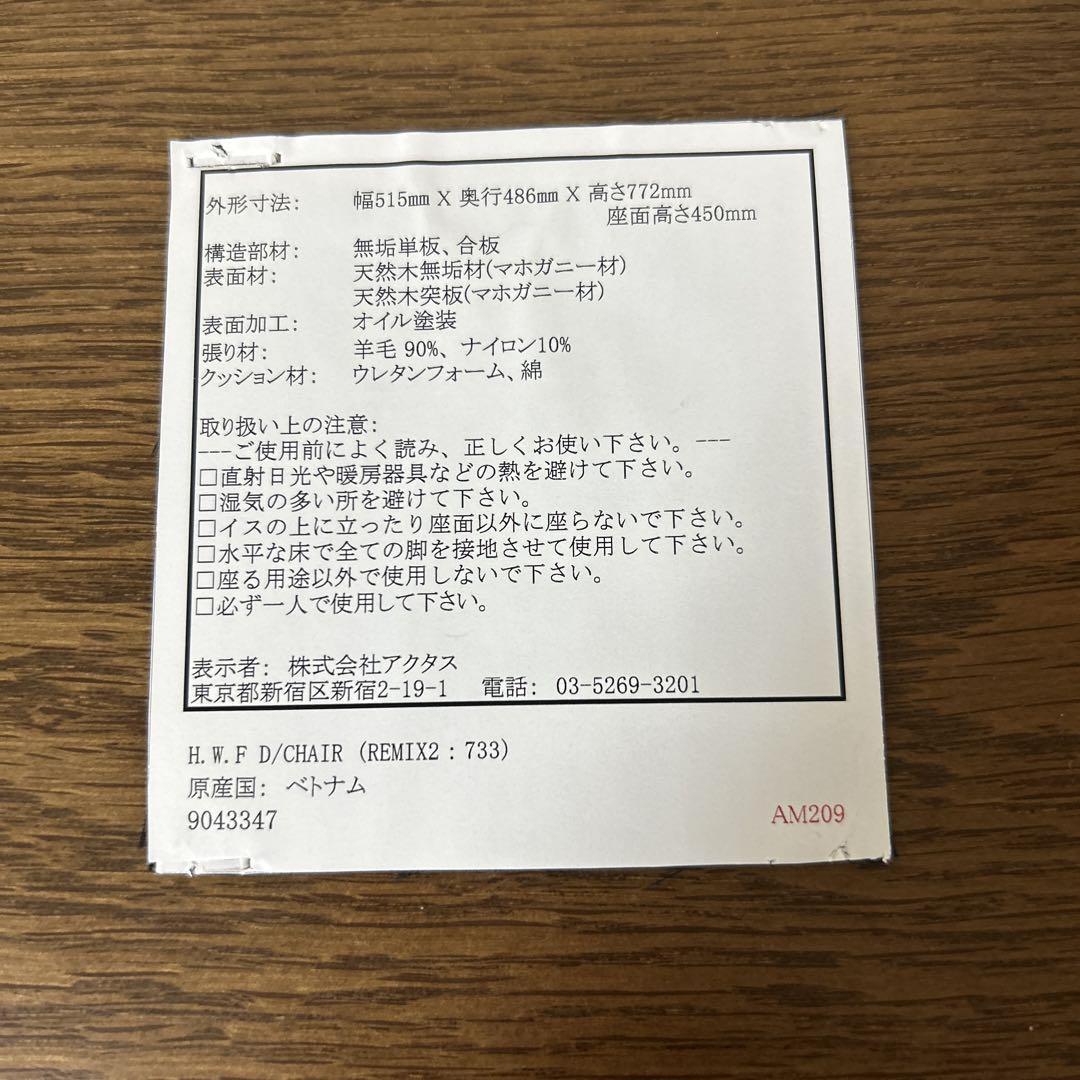 外形寸法: 幅515mm X 奥行486mm X 高さ772mm
座面高さ450mm
構造部材: 無垢単板、合板
表面材: 天然木無垢材(マホガニー材)
天然木突板(マホガニー材)
表面加工: オイル塗装
張り材: 羊毛 90%、ナイロン10%
クッション材: ウレタンフォーム、綿
取り扱い上の注意:
---ご使用前によく読み、正しくお使い下さい。---
□直射日光や暖房器具などの熱を避けて下さい。
□湿気の多い所を避けて下さい。
□イスの上に立ったり座面以外に座らないで下さい。
□水平な床で全ての脚を接地させて使用して下さい。
□座る用途以外で使用しないで下さい。
□必ず一人で使用して下さい。
表示者: 株式会社アクタス
東京都新宿区新宿2-19-1 電話: 03-5269-3201
H.W.F D/CHAIR (REMIX2:733)
原産国: ベトナム
9043347 AM209